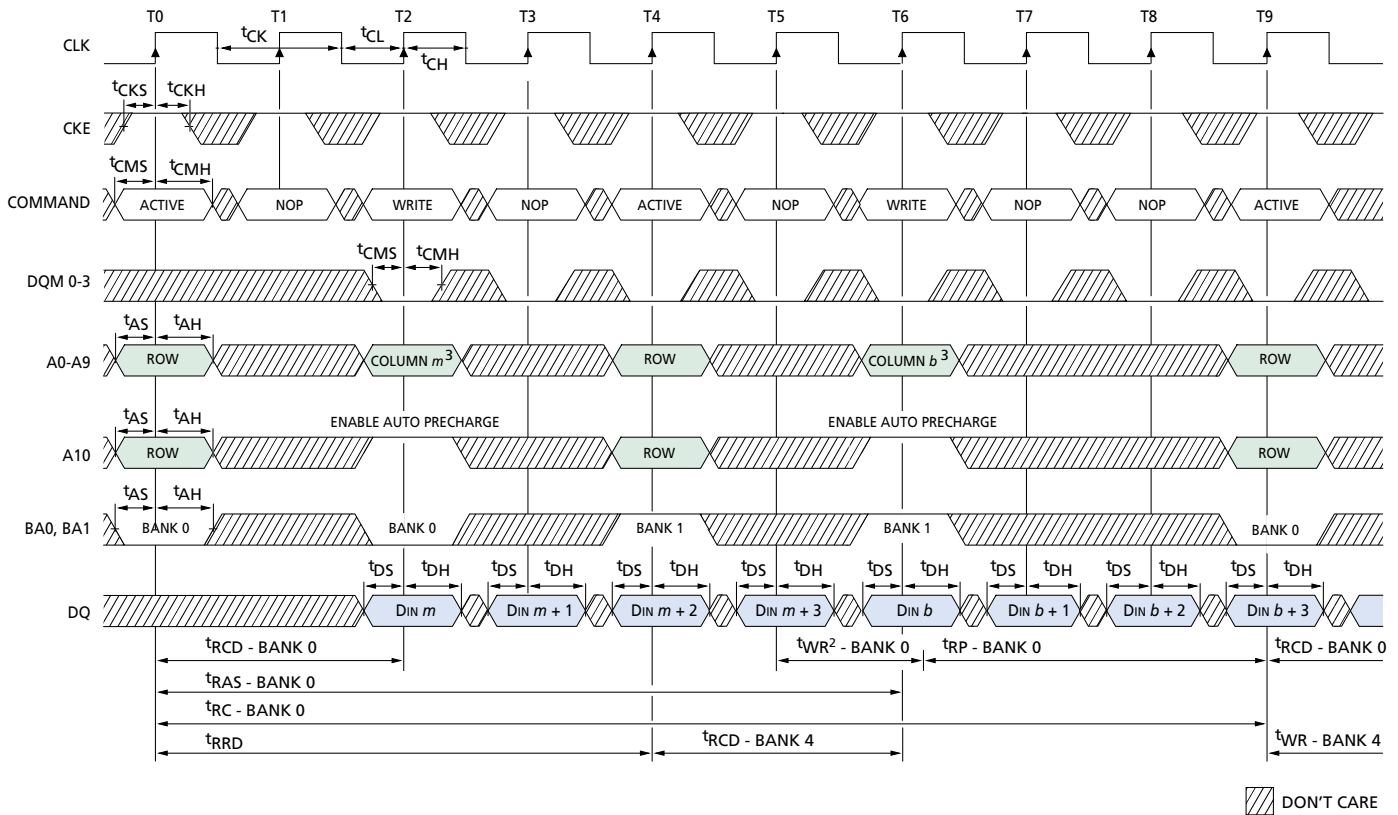 T0 T1 T2 T3 T4 T5 T6 T7 T8 T9
CLK tCK tCL tCH
tCKS tCKH
CKE
tCMS tCMH
COMMAND ACTIVE NOP WRITE NOP ACTIVE NOP WRITE NOP NOP ACTIVE
tCMS tCMH
DQM 0-3
tAS tAH
A0-A9 ROW COLUMN m3 ROW COLUMN b3 ROW
ENABLE AUTO PRECHARGE ENABLE AUTO PRECHARGE
tAS tAH
A10 ROW ROW ROW
tAS tAH
BA0, BA1 BANK 0 BANK 0 BANK 1 BANK 1 BANK 0
tDS tDH tDS tDH tDS tDH tDS tDH tDS tDH tDS tDH tDS tDH tDS tDH
DQ DIN m DIN m + 1 DIN m + 2 DIN m + 3 DIN b DIN b + 1 DIN b + 2 DIN b + 3
tRCD - BANK 0 tWR2 - BANK 0 tRP - BANK 0 tRCD - BANK 0
tRAS - BANK 0
tRC - BANK 0
tRRD tRCD - BANK 4 tWR - BANK 4
DON'T CARE